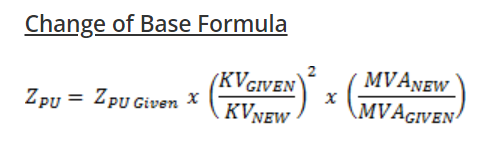 Change of Base Formula
Z_PU = Z_PU Given x (KV_GIVEN / KV_NEW)^2 x (MVA_NEW / MVA_GIVEN)